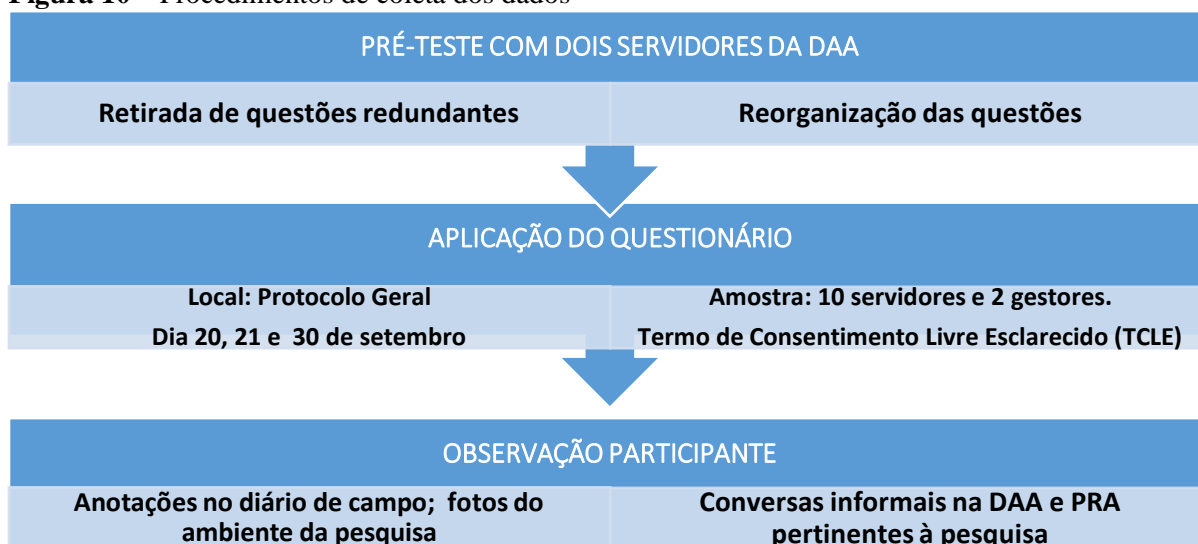 Figura 10 – Procedimentos de coleta dos dados
PRÉ-TESTE COM DOIS SERVIDORES DA DAA
Retirada de questões redundantes
Reorganização das questões
APLICAÇÃO DO QUESTIONÁRIO
Local: Protocolo Geral
Dia 20, 21 e 30 de setembro
Amostra: 10 servidores e 2 gestores.
Termo de Consentimento Livre Esclarecido (TCLE)
OBSERVAÇÃO PARTICIPANTE
Anotações no diário de campo; fotos do
ambiente da pesquisa
Conversas informais na DAA e PRA
pertinentes à pesquisa